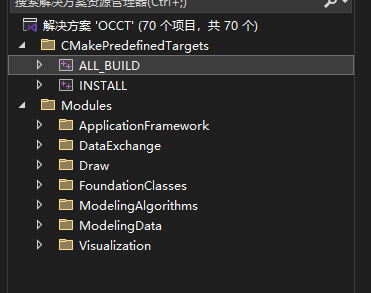 搜索解决方案资源管理器(Ctrl+;)
解决方案 'OCCT' (70 个项目，共 70 个)
CMakePredefinedTargets
ALL_BUILD
INSTALL
Modules
ApplicationFramework
DataExchange
Draw
FoundationClasses
ModelingAlgorithms
ModelingData
Visualization